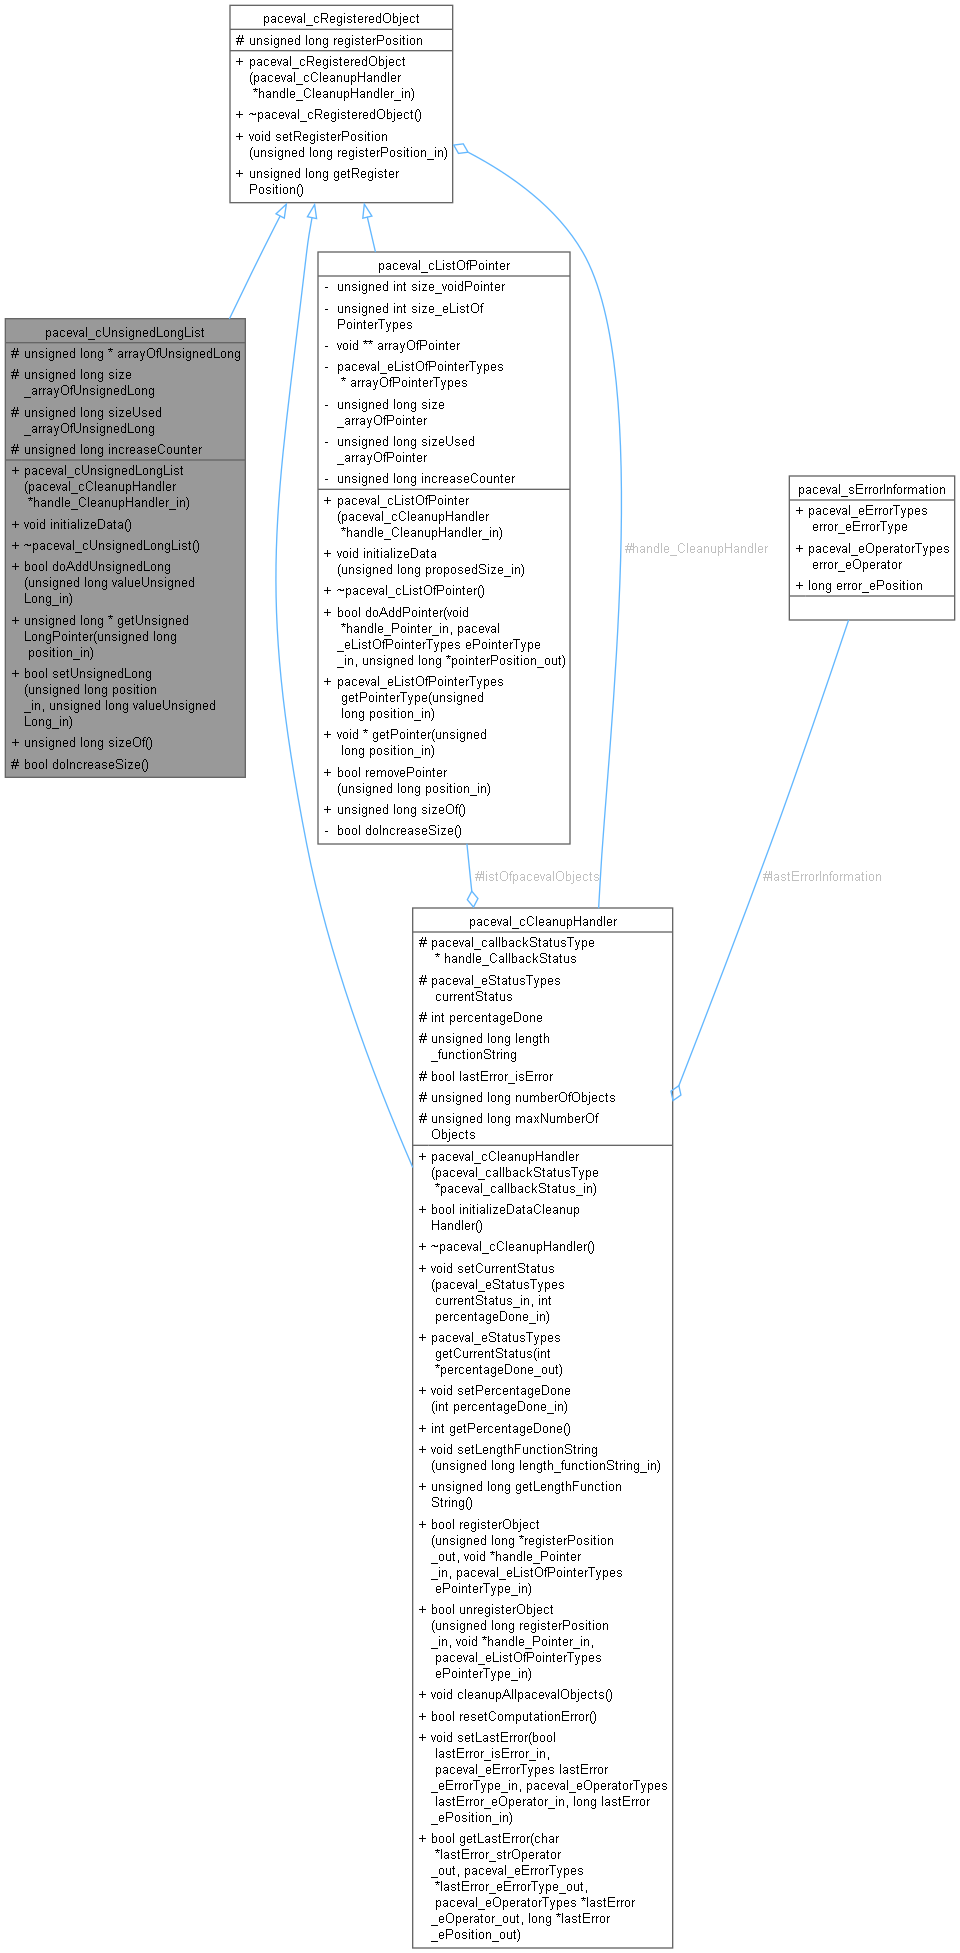 paceval_cRegisteredObject
# unsigned long registerPosition
+ paceval_cRegisteredObject
(paceval_cCleanupHandler
*handle_CleanupHandler_in)
+ ~paceval_cRegisteredObject()
+ void setRegisterPosition
(unsigned long registerPosition_in)
+ unsigned long getRegister
Position()
paceval_cUnsignedLongList
# unsigned long * arrayOfUnsignedLong
# unsigned long size
_arrayOfUnsignedLong
# unsigned long sizeUsed
_arrayOfUnsignedLong
# unsigned long increaseCounter
+ paceval_cUnsignedLongList
(paceval_cCleanupHandler
*handle_CleanupHandler_in)
+ void initializeData()
+ ~paceval_cUnsignedLongList()
+ bool doAddUnsignedLong
(unsigned long valueUnsigned
Long_in)
+ unsigned long * getUnsigned
LongPointer(unsigned long
position_in)
+ bool setUnsignedLong
(unsigned long position
_in, unsigned long valueUnsigned
Long_in)
+ unsigned long sizeOf()
# bool doIncreaseSize()
paceval_cListOfPointer
- unsigned int size_voidPointer
- unsigned int size_eListOf
PointerTypes
- void ** arrayOfPointer
- paceval_eListOfPointerTypes
* arrayOfPointerTypes
- unsigned long size
_arrayOfPointer
- unsigned long sizeUsed
_arrayOfPointer
- unsigned long increaseCounter
+ paceval_cListOfPointer
(paceval_cCleanupHandler
*handle_CleanupHandler_in)
+ void initializeData
(unsigned long proposedSize_in)
+ ~paceval_cListOfPointer()
+ bool doAddPointer(void
*handle_Pointer_in, paceval
_eListOfPointerTypes ePointerType
_in, unsigned long *pointerPosition_out)
+ paceval_eListOfPointerTypes
getPointerType(unsigned
long position_in)
+ void * getPointer(unsigned
long position_in)
+ bool removePointer
(unsigned long position_in)
+ unsigned long sizeOf()
- bool doIncreaseSize()
#handle_CleanupHandler
paceval_sErrorInformation
+ paceval_eErrorTypes
error_eErrorType
+ paceval_eOperatorTypes
error_eOperator
+ long error_ePosition
#listOfpacevalObjects
#lastErrorInformation
paceval_cCleanupHandler
# paceval_callbackStatusType
* handle_CallbackStatus
# paceval_eStatusTypes
currentStatus
# int percentageDone
# unsigned long length
_functionString
# bool lastError_isError
# unsigned long numberOfObjects
# unsigned long maxNumberOf
Objects
+ paceval_cCleanupHandler
(paceval_callbackStatusType
*paceval_callbackStatus_in)
+ bool initializeDataCleanup
Handler()
+ ~paceval_cCleanupHandler()
+ void setCurrentStatus
(paceval_eStatusTypes
currentStatus_in, int
percentageDone_in)
+ paceval_eStatusTypes
getCurrentStatus(int
*percentageDone_out)
+ void setPercentageDone
(int percentageDone_in)
+ int getPercentageDone()
+ void setLengthFunctionString
(unsigned long length_functionString_in)
+ unsigned long getLengthFunction
String()
+ bool registerObject
(unsigned long *registerPosition
_out, void *handle_Pointer
_in, paceval_eListOfPointerTypes
ePointerType_in)
+ bool unregisterObject
(unsigned long registerPosition
_in, void *handle_Pointer_in,
paceval_eListOfPointerTypes
ePointerType_in)
+ void cleanupAllpacevalObjects()
+ bool resetComputationError()
+ void setLastError(bool
lastError_isError_in,
paceval_eErrorTypes lastError
_eErrorType_in, paceval_eOperatorTypes
lastError_eOperator_in, long lastError
_ePosition_in)
+ bool getLastError(char
*lastError_strOperator
_out, paceval_eErrorTypes
*lastError_eErrorType_out,
paceval_eOperatorTypes *lastError
_eOperator_out, long *lastError
_ePosition_out)